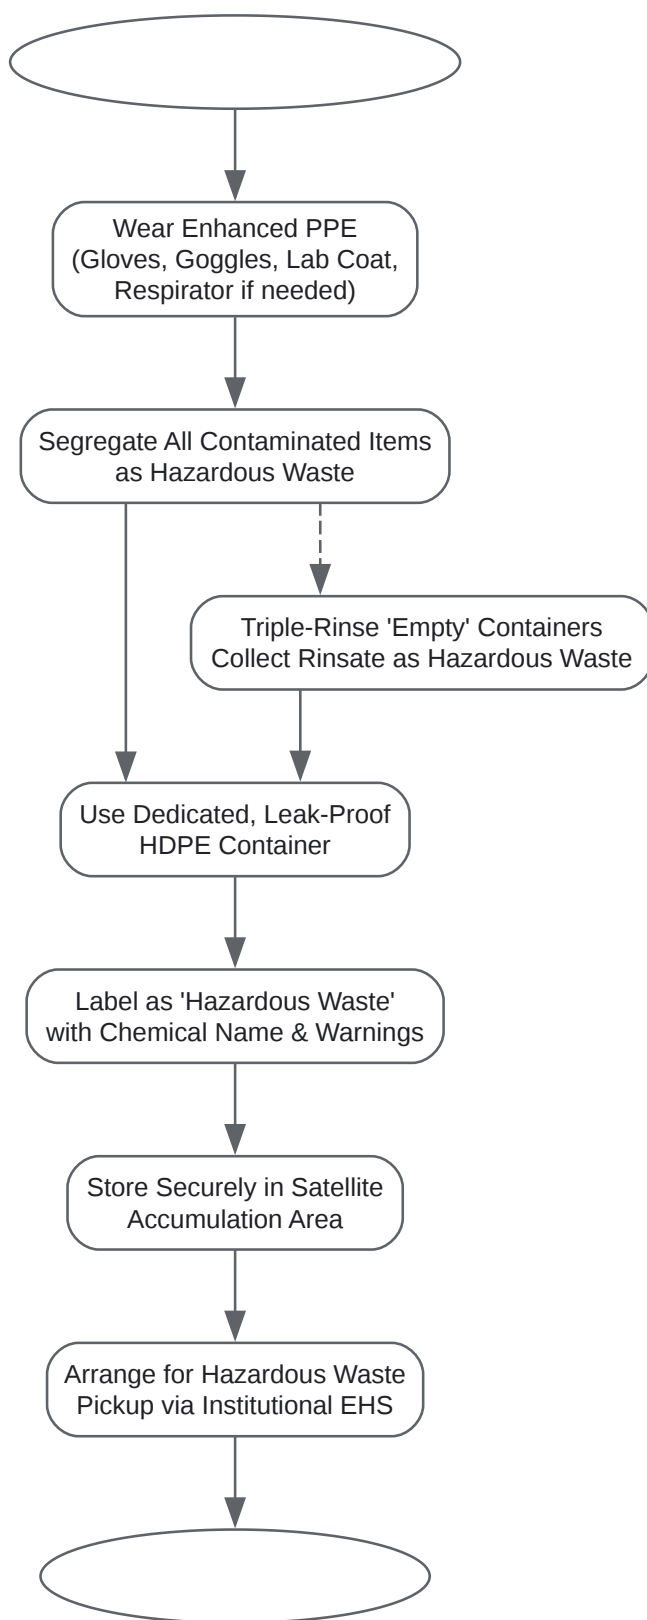 Wear Enhanced PPE
(Gloves, Goggles, Lab Coat,
Respirator if needed)
Segregate All Contaminated Items
as Hazardous Waste
Triple-Rinse 'Empty' Containers
Collect Rinsate as Hazardous Waste
Use Dedicated, Leak-Proof
HDPE Container
Label as 'Hazardous Waste'
with Chemical Name & Warnings
Store Securely in Satellite
Accumulation Area
Arrange for Hazardous Waste
Pickup via Institutional EHS